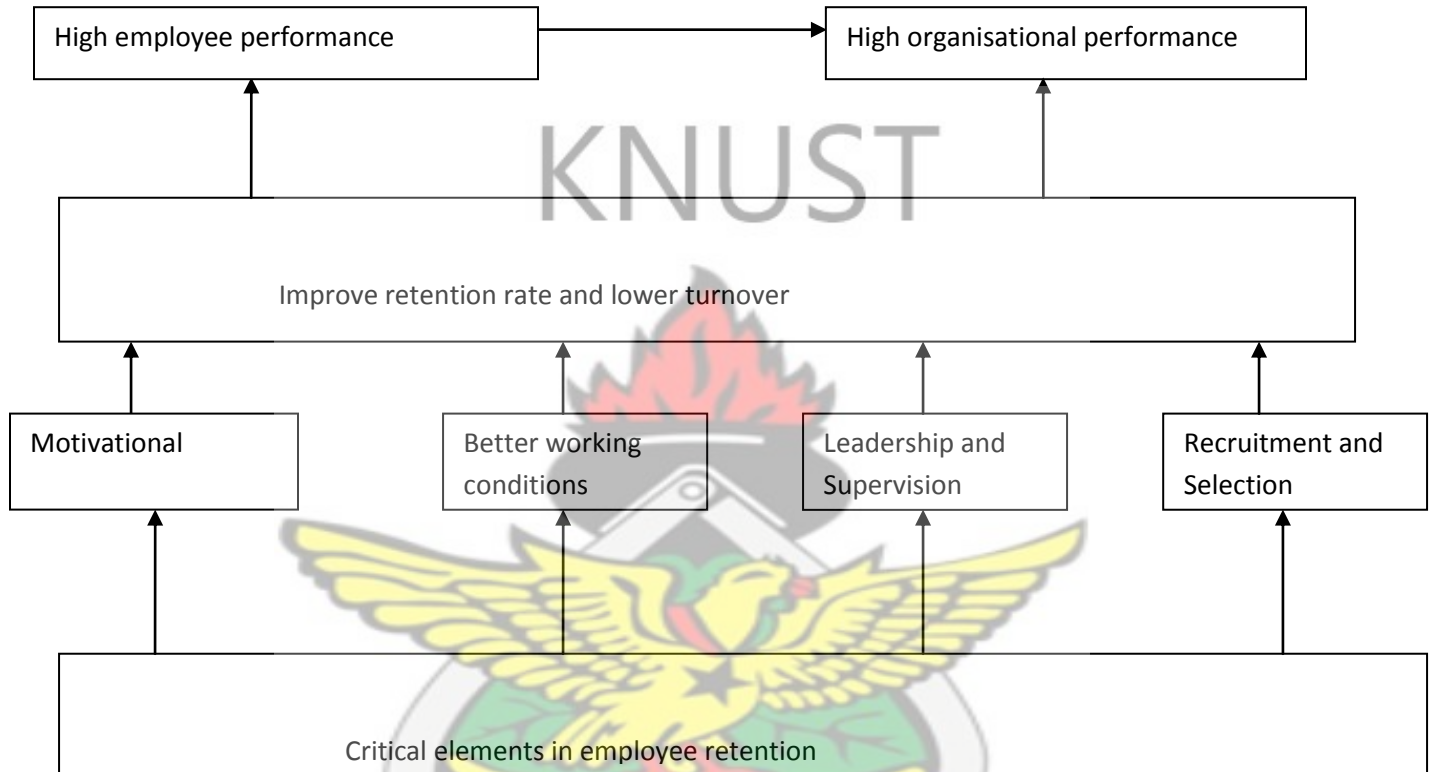 High employee performance
High organisational performance
KNUST
Improve retention rate and lower turnover
Motivational
Better working
conditions
Leadership and
Supervision
Recruitment and
Selection
Critical elements in employee retention